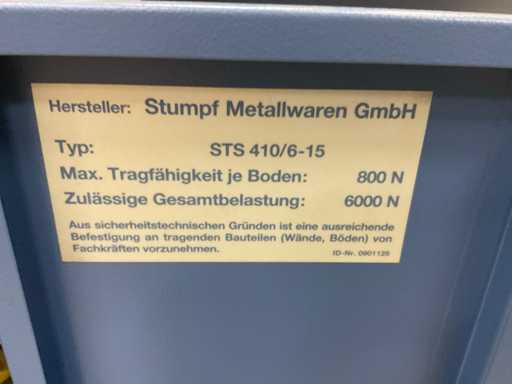 Hersteller: Stumpf Metallwaren GmbH
Typ: STS 410/6-15
Max. Tragfähigkeit je Boden: 800 N
Zulässige Gesamtbelastung: 6000 N
Aus sicherheitstechnischen Gründen ist eine ausreichende
Befestigung an tragenden Bauteilen (Wände, Böden) von
Fachkräften vorzunehmen.
ID-Nr. 0901125